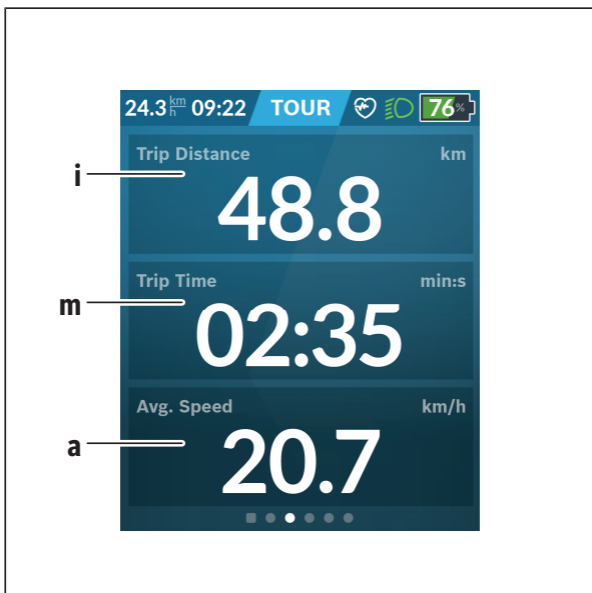 24.3 km/h 09:22 TOUR 76%
Trip Distance km
i
48.8
Trip Time min:s
m
02:35
Avg. Speed km/h
a
20.7